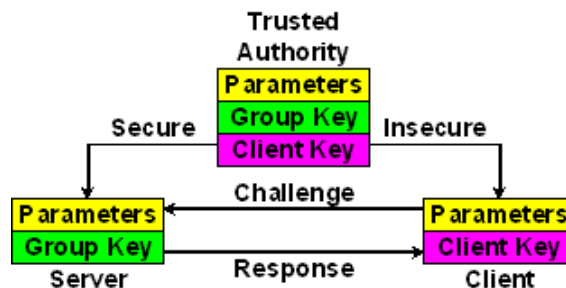 Trusted
Authority
Parameters
Group Key
Client Key
Secure
Insecure
Challenge
Parameters
Group Key
Server
Response
Parameters
Client Key
Client